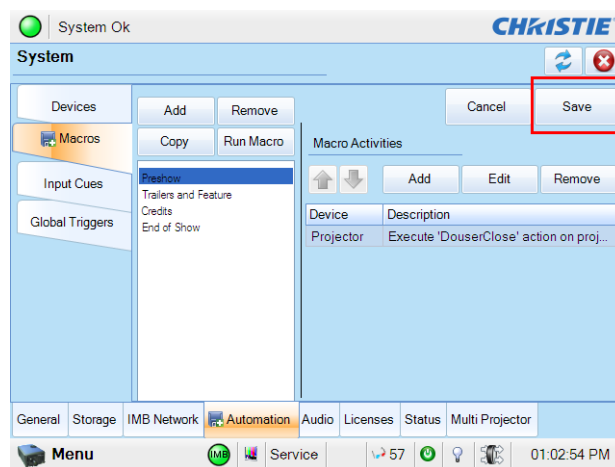 System Ok
CHRISTIE
System
Devices
Add
Remove
Cancel
Save
Macros
Copy
Run Macro
Macro Activities
Input Cues
Preshow
Trailers and Feature
Credits
End of Show
Add
Edit
Remove
Global Triggers
Device
Description
Projector
Execute 'DouserClose' action on proj...
General
Storage
IMB Network
Automation
Audio
Licenses
Status
Multi Projector
Menu
IMB
Service
57
01:02:54 PM